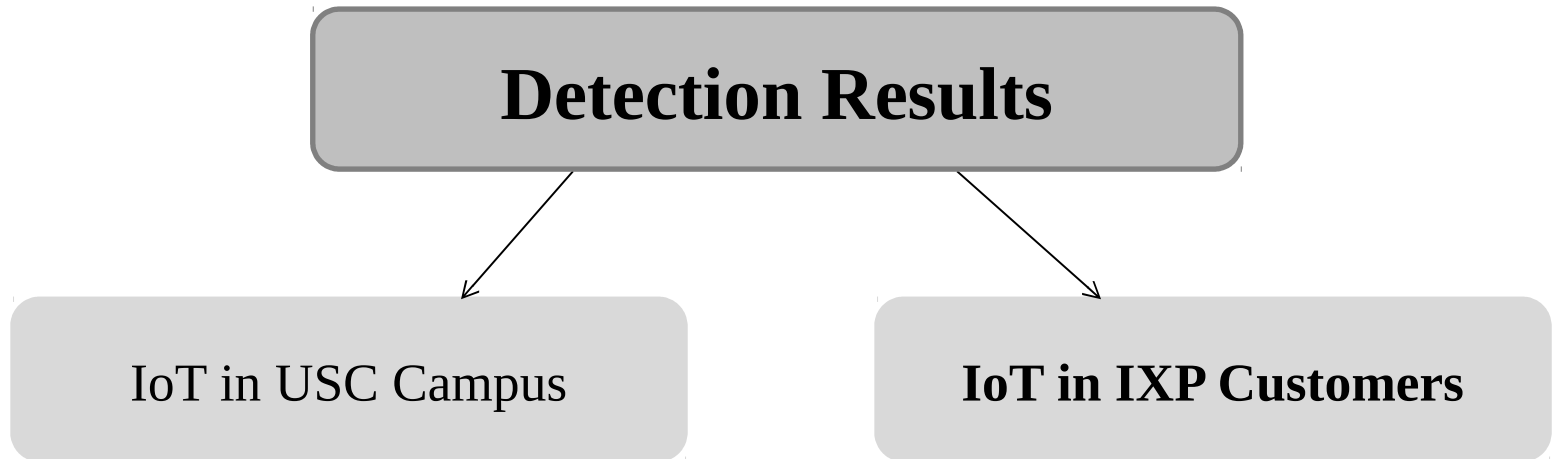 Detection Results
IoT in USC Campus
IoT in IXP Customers